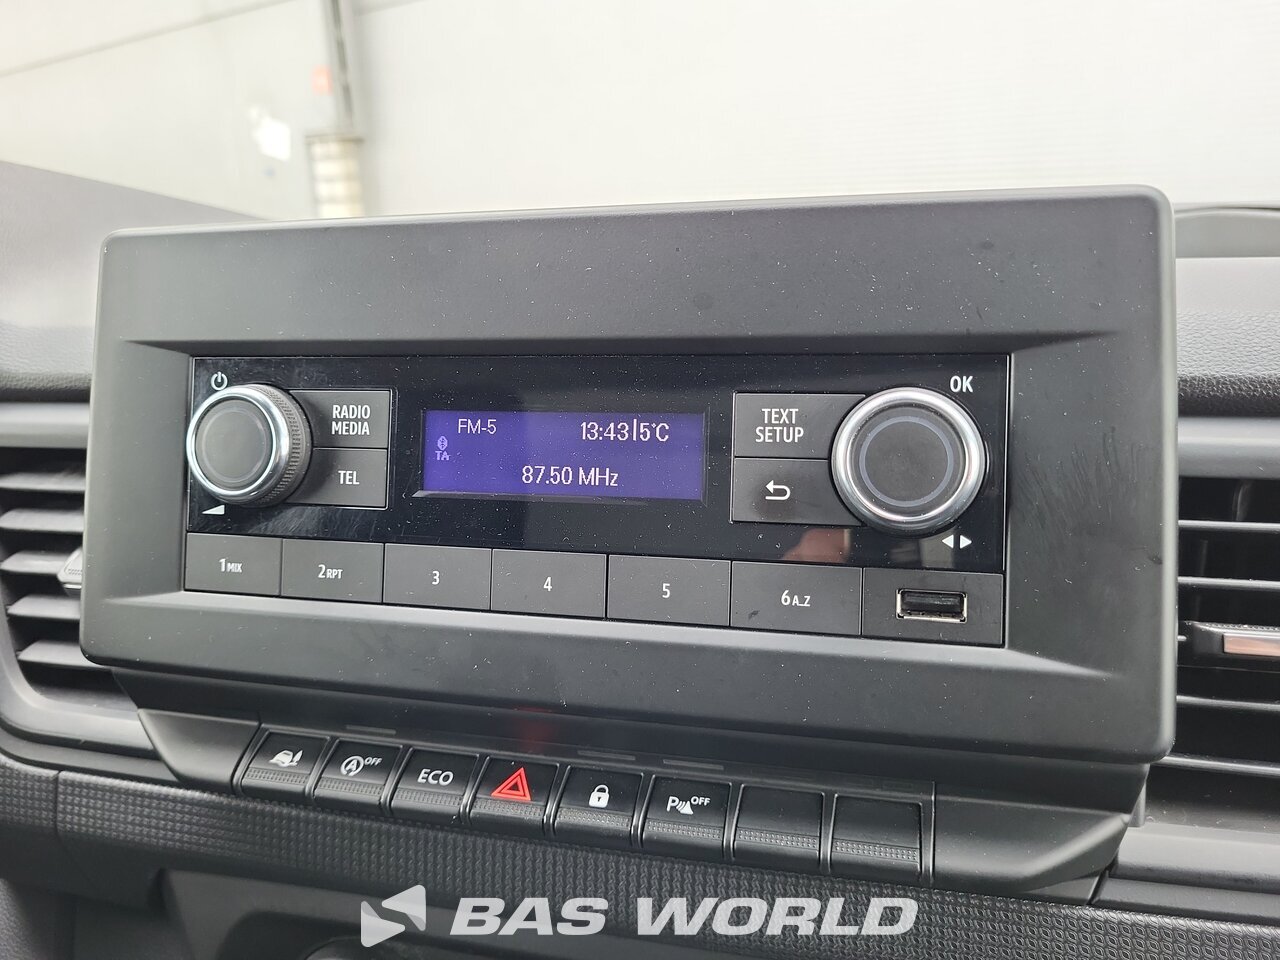 OK
RADIO
MEDIA
TEL
FM-5
13:43|5°C
TA
87.50 MHz
TEXT
SETUP
1MIX
2RPT
3
4
5
6A_Z
OFF
ECO
P OFF
BAS WORLD